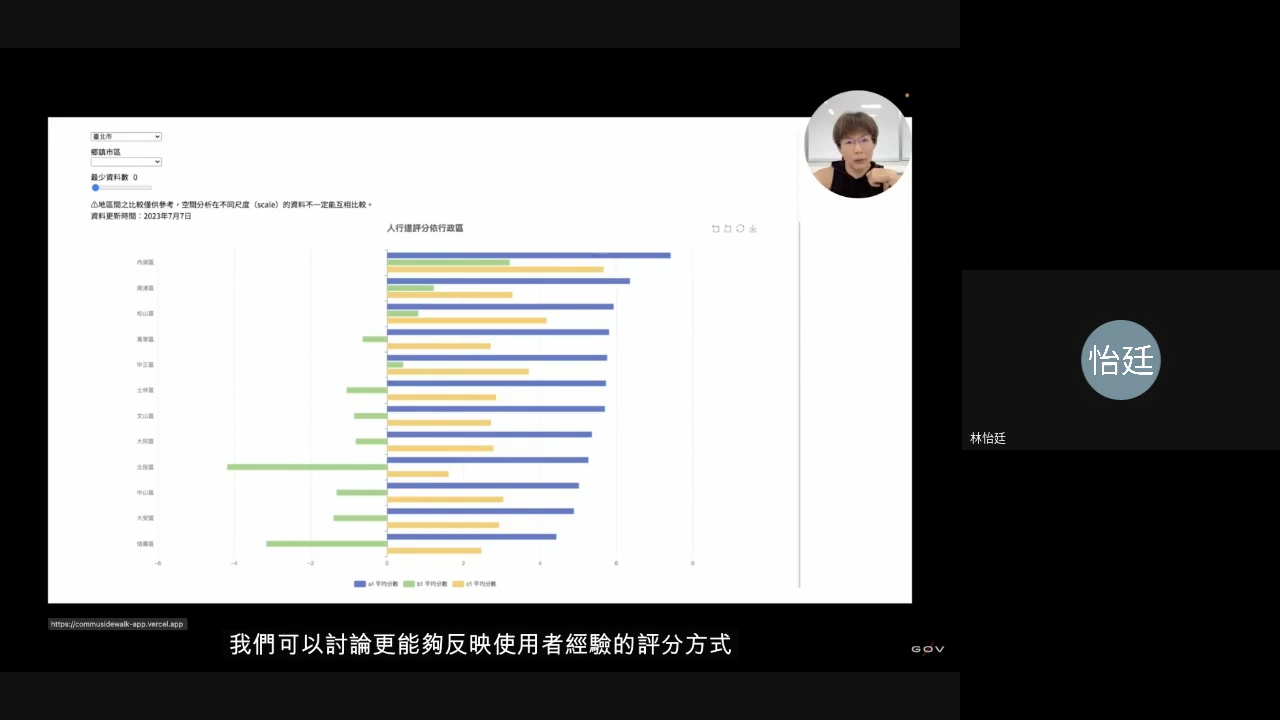 臺北市
鄉鎮市區
最少資料數 0
⚠地區間之比較僅供參考，空間分析在不同尺度（scale）的資料不一定能互相比較。
資料更新時間：2023年7月7日
人行道評分依行政區
內湖區
南港區
松山區
萬華區
中正區
士林區
文山區
大同區
北投區
中山區
大安區
信義區
-6 -4 -2 0 2 4 6 8
a1 平均分數 b1 平均分數 c1 平均分數
https://commusidewalk-app.vercel.app
我們可以討論更能夠反映使用者經驗的評分方式
GOV
怡廷
林怡廷